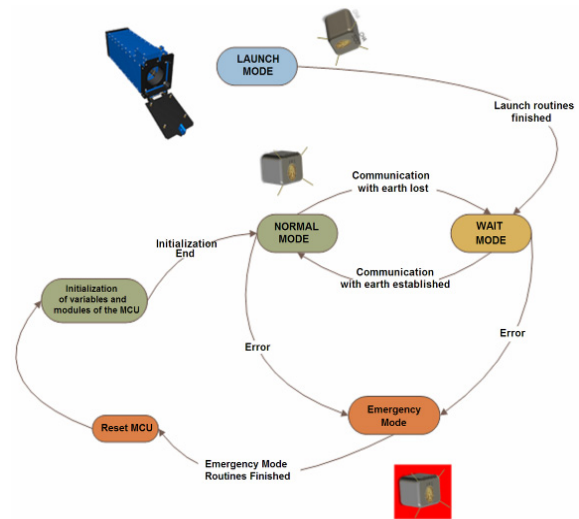 LAUNCH
MODE
Launch routines
finished
Communication
with earth lost
NORMAL
MODE
WAIT
MODE
Initialization
End
Communication
with earth established
Initialization
of variables and
modules of the MCU
Error
Error
Emergency
Mode
Reset MCU
Emergency Mode
Routines Finished